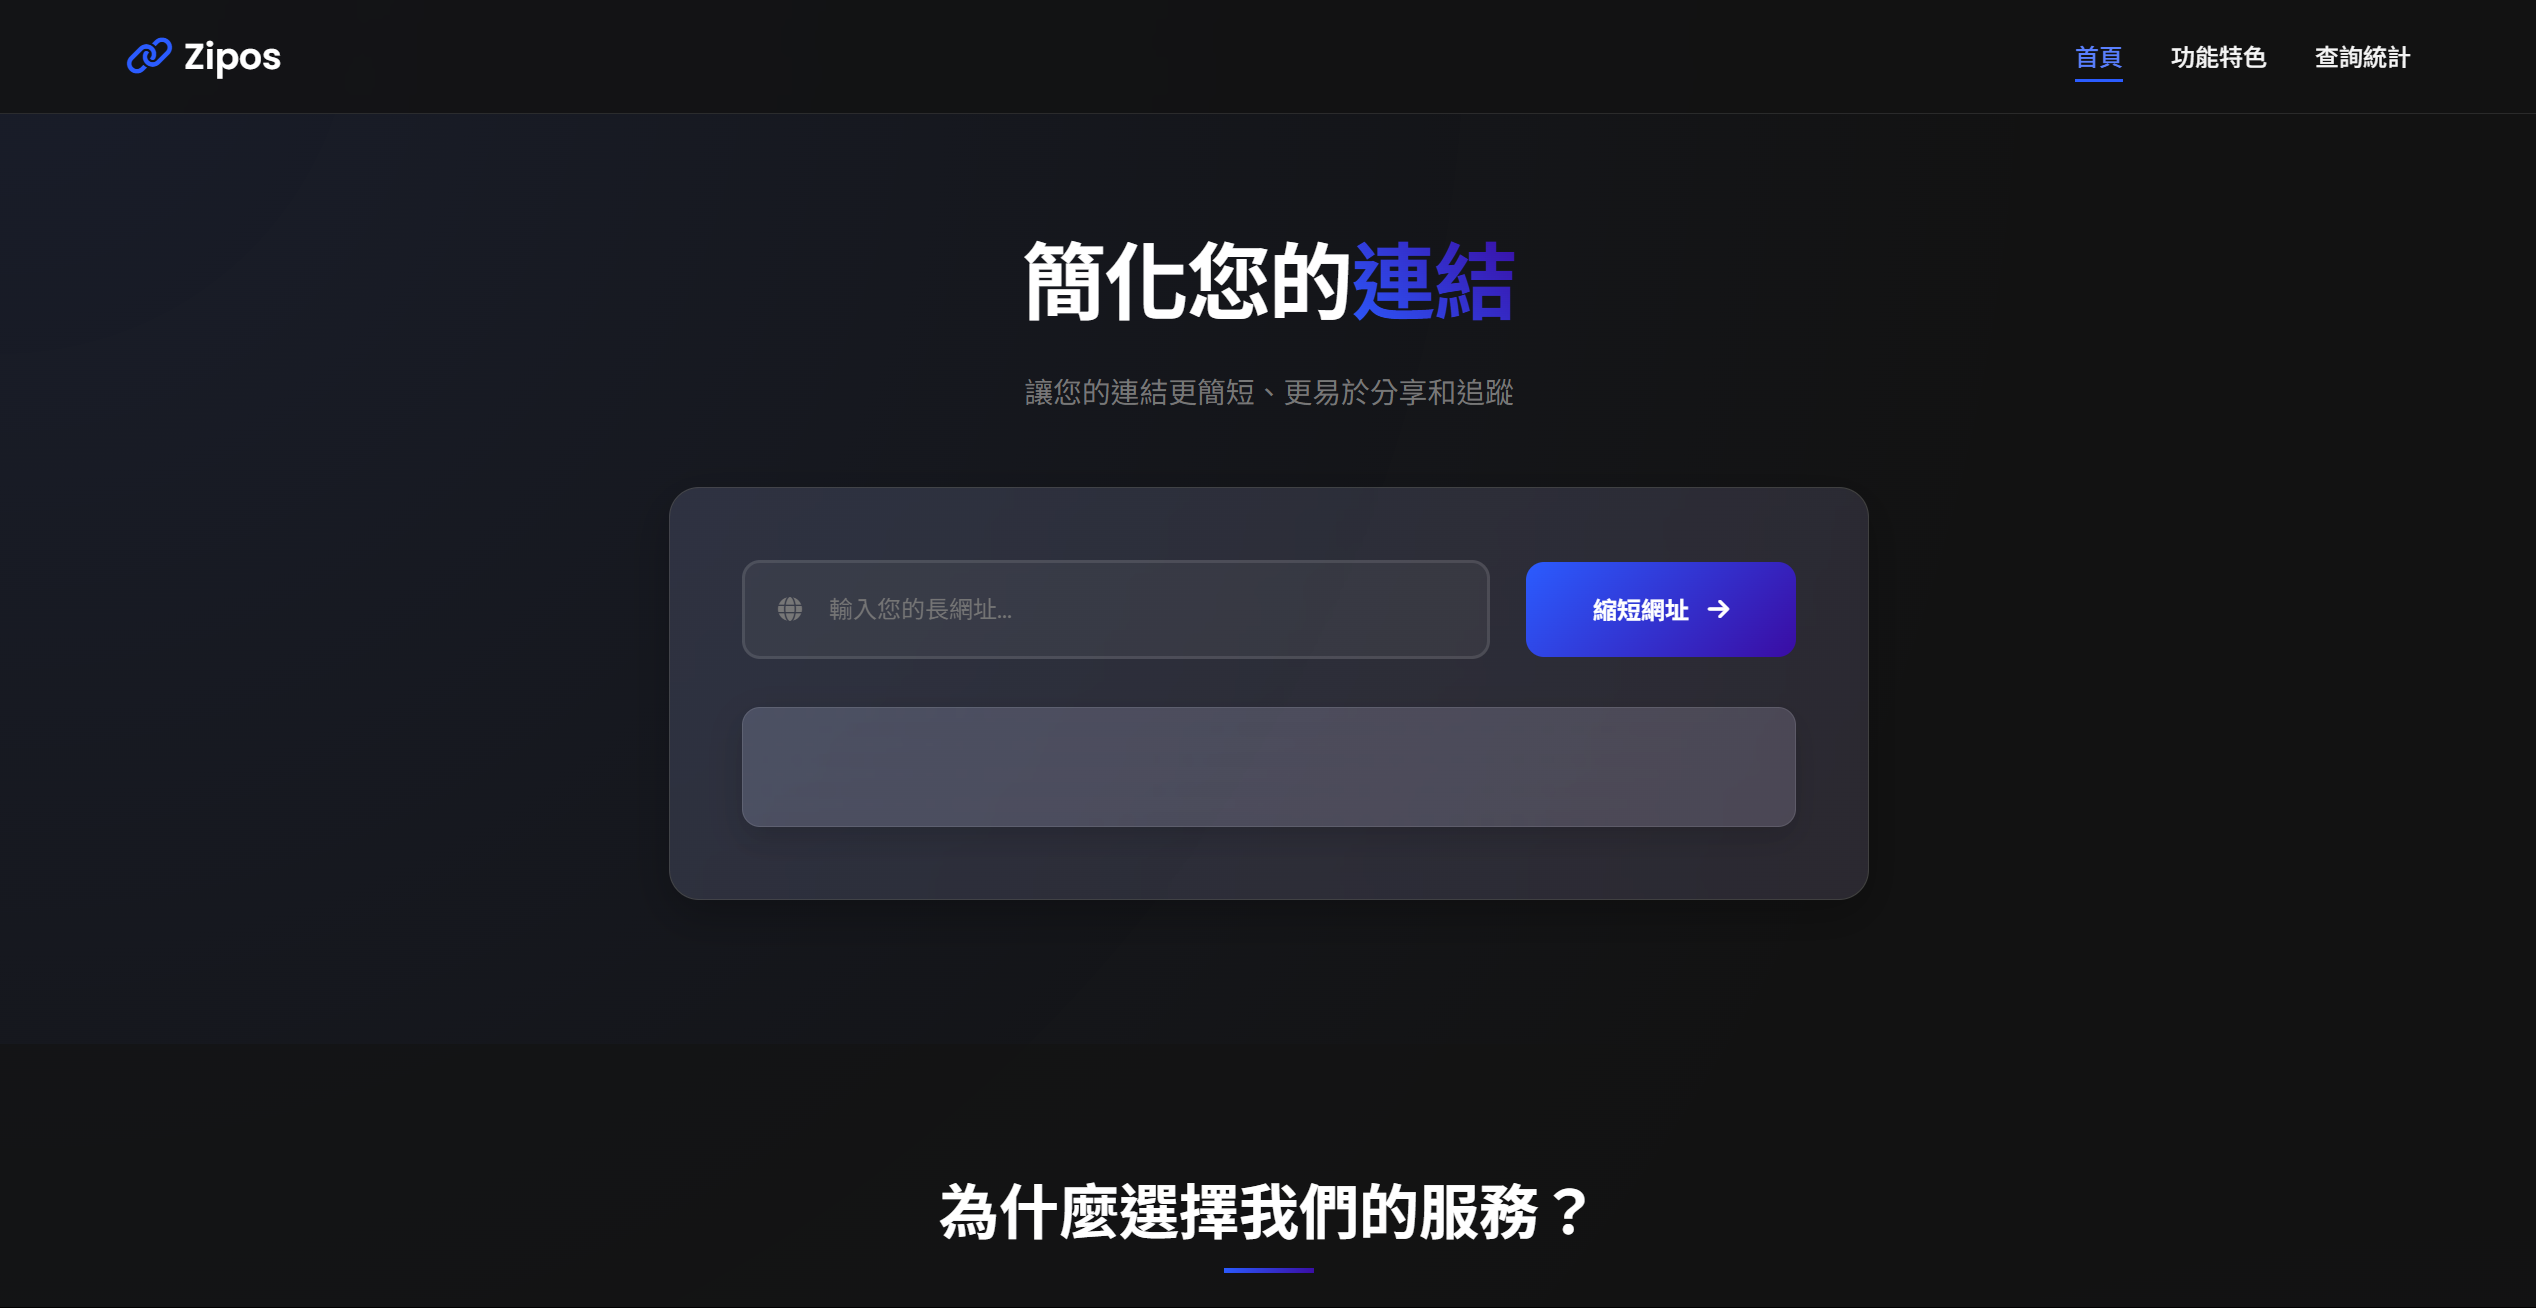 Zipos
首頁
功能特色
查詢統計
簡化您的連結
讓您的連結更簡短、更易於分享和追蹤
輸入您的長網址...
縮短網址
為什麼選擇我們的服務？